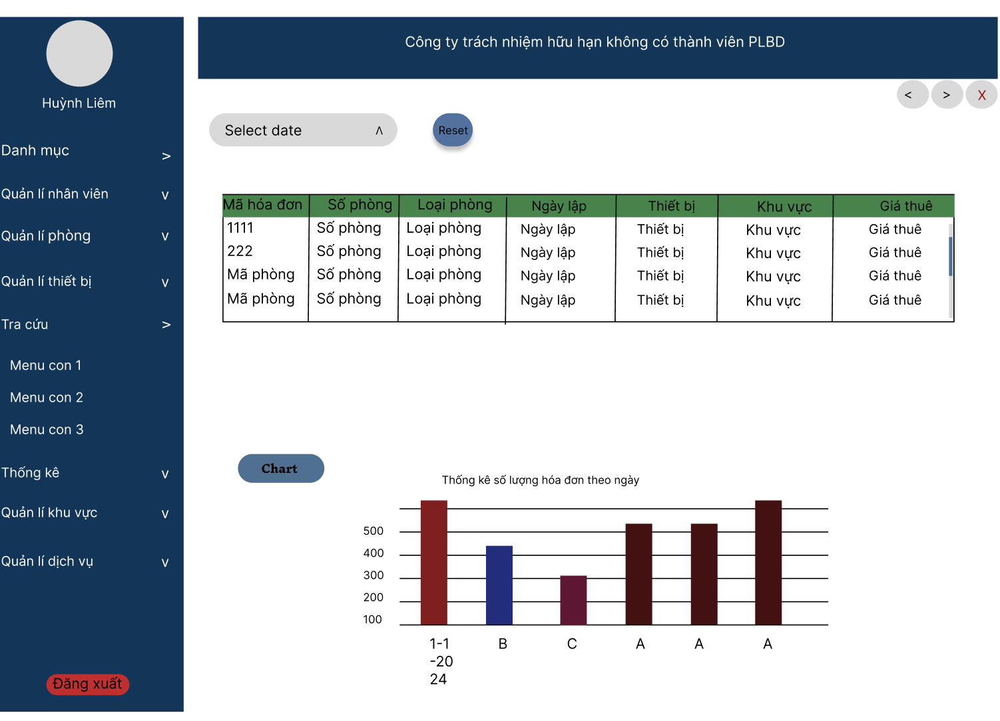 Huỳnh Liêm
Danh mục >
Quản lí nhân viên v
Quản lí phòng v
Quản lí thiết bị v
Tra cứu >
Menu con 1
Menu con 2
Menu con 3
Thống kê v
Quản lí khu vực v
Quản lí dịch vụ v
Đăng xuất
Công ty trách nhiệm hữu hạn không có thành viên PLBD
< > X
Select date > Reset
Mã hóa đơn Số phòng Loại phòng Ngày lập Thiết bị Khu vực Giá thuê
1111 Số phòng Loại phòng Ngày lập Thiết bị Khu vực Giá thuê
222 Số phòng Loại phòng Ngày lập Thiết bị Khu vực Giá thuê
Mã phòng Số phòng Loại phòng Ngày lập Thiết bị Khu vực Giá thuê
Mã phòng Số phòng Loại phòng Ngày lập Thiết bị Khu vực Giá thuê
Chart
Thống kê số lượng hóa đơn theo ngày
500
400
300
200
100
1-1 B C A A A
-20
24